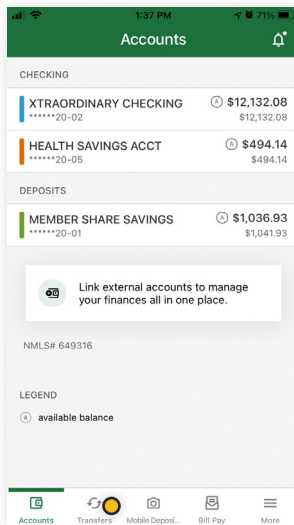 1:37 PM
71%
Accounts
CHECKING
XTRAORDINARY CHECKING
A $12,132.08
******20-02
$12,132.08
HEALTH SAVINGS ACCT
A $494.14
******20-05
$494.14
DEPOSITS
MEMBER SHARE SAVINGS
A $1,036.93
******20-01
$1,041.93
Link external accounts to manage
your finances all in one place.
NMLS# 649316
LEGEND
A available balance
Accounts
Transfers
Mobile Deposi...
Bill Pay
More